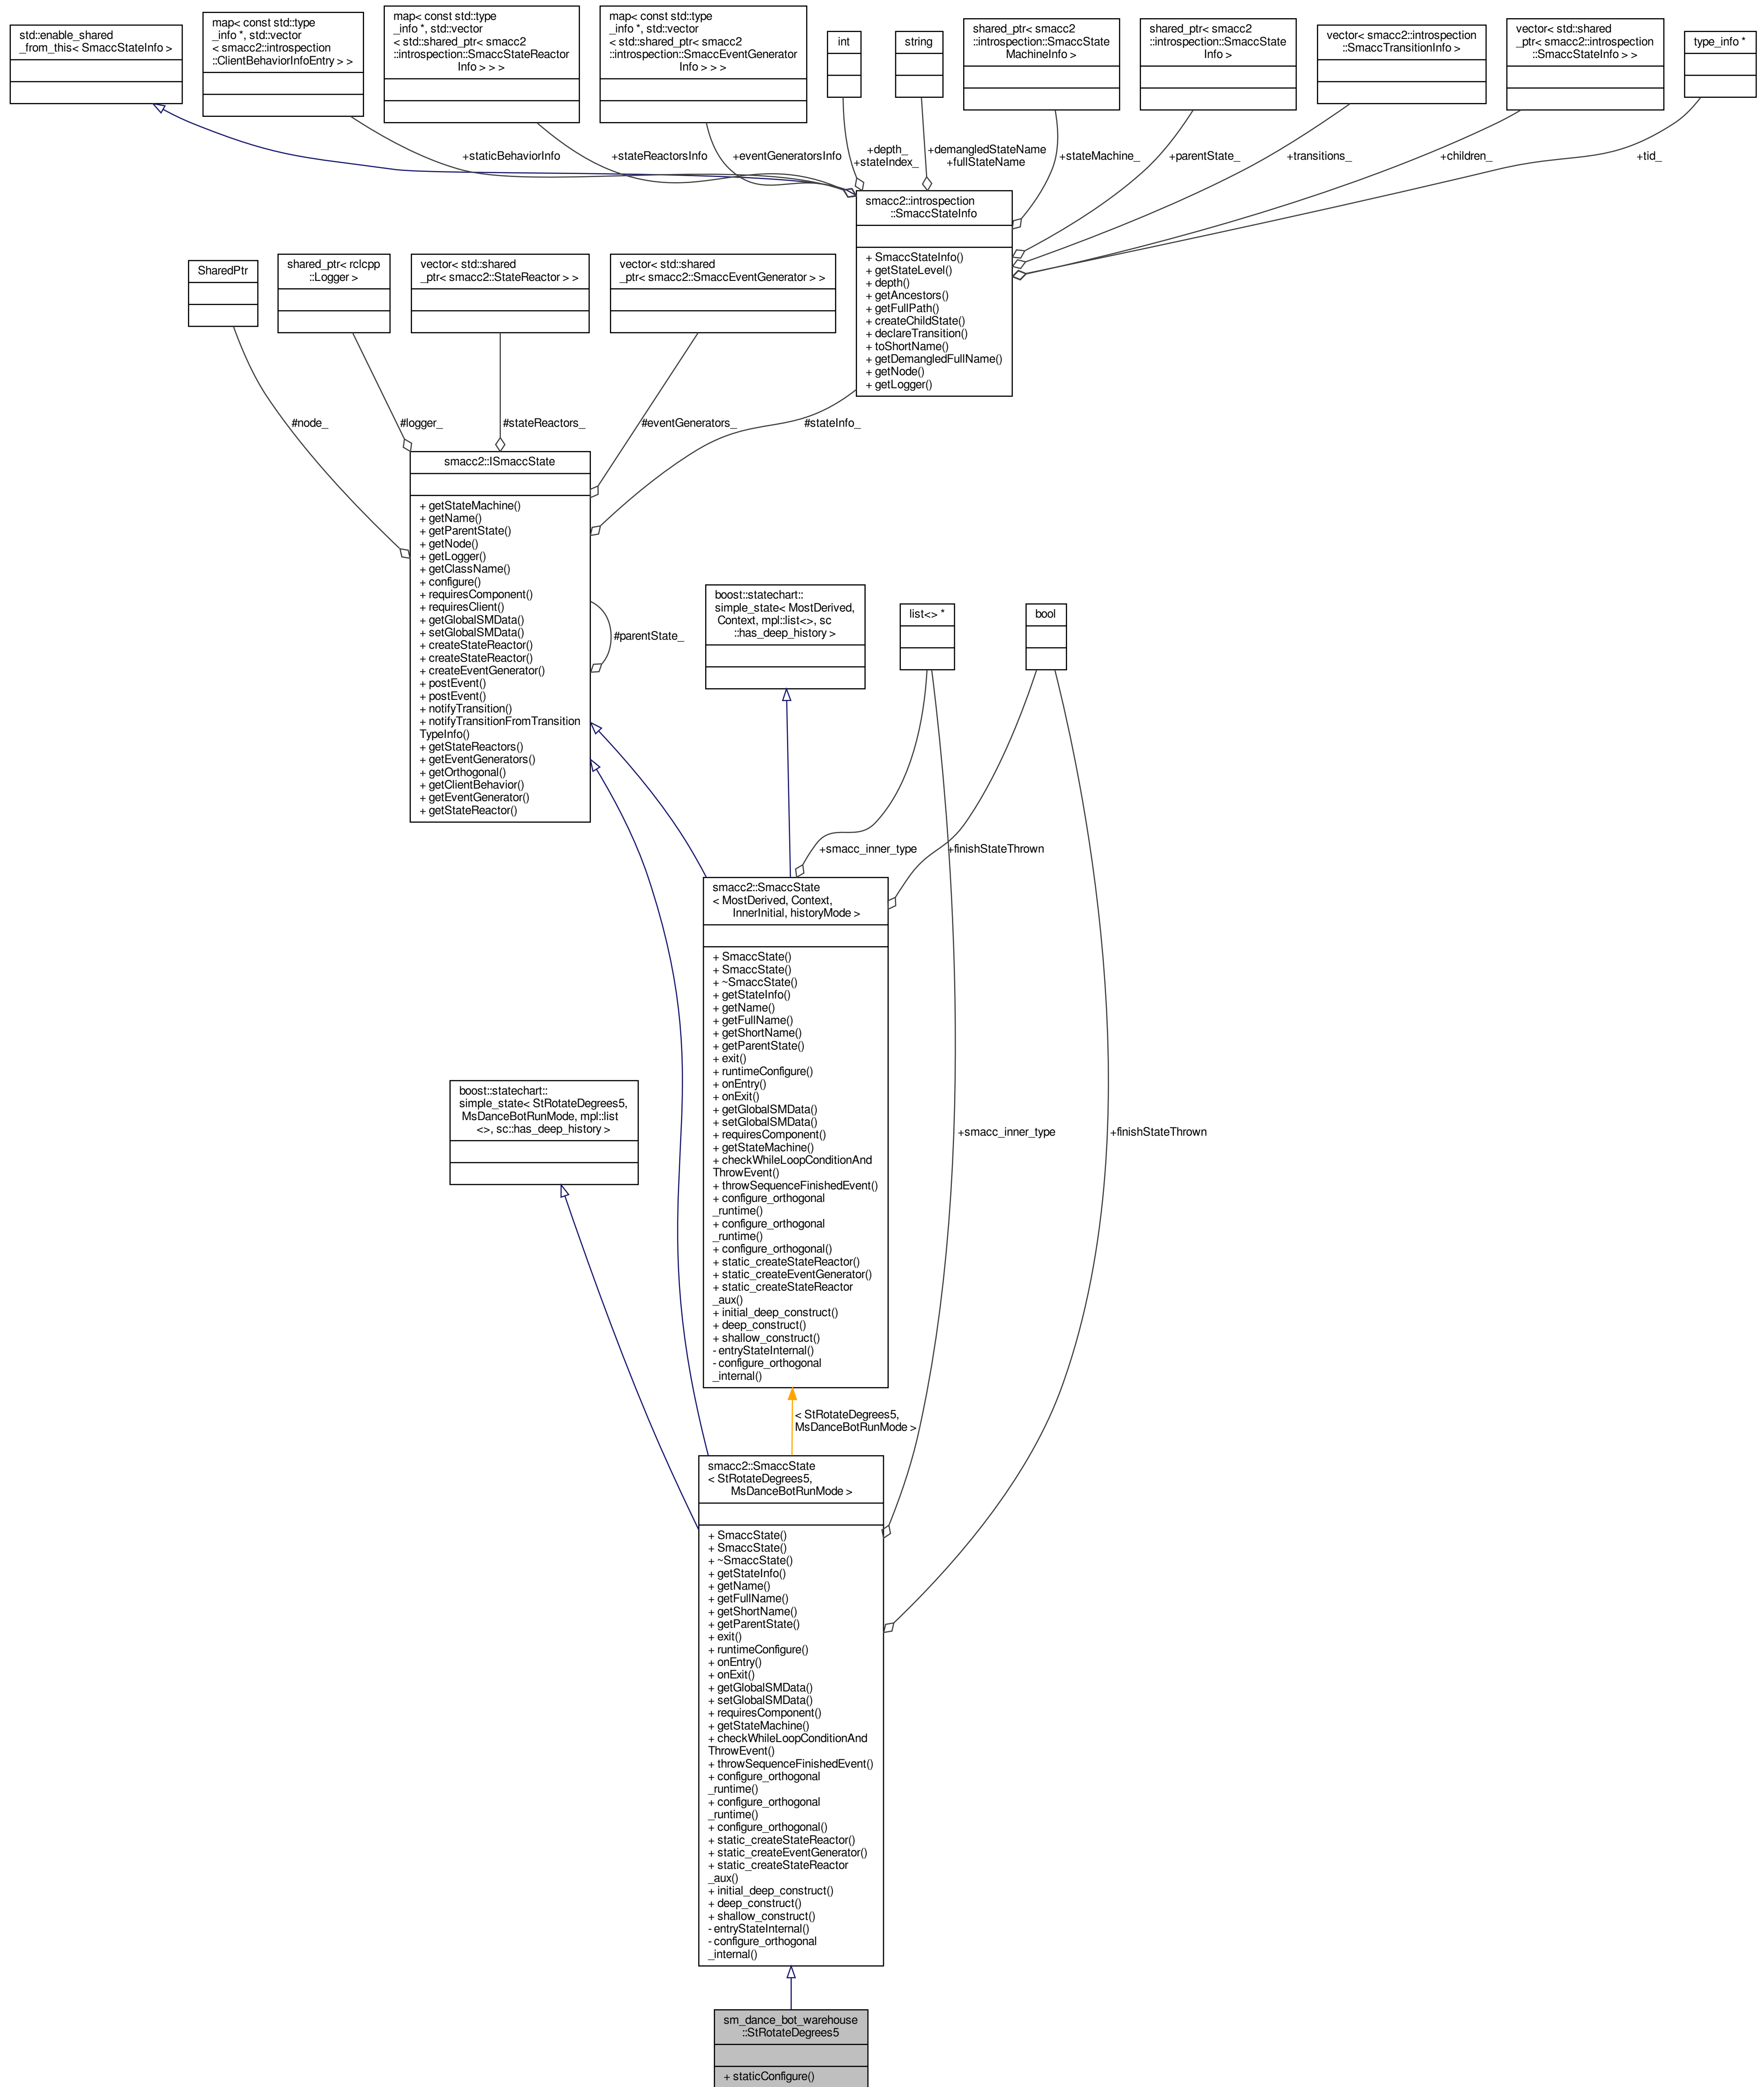 std::enable_shared
_from_this< SmaccStateInfo >
map< const std::type
_info *, std::vector
< smacc2::introspection
::ClientBehaviorInfoEntry > >
map< const std::type
_info *, std::vector
< std::shared_ptr< smacc2
::introspection::SmaccStateReactor
Info > > >
map< const std::type
_info *, std::vector
< std::shared_ptr< smacc2
::introspection::SmaccEventGenerator
Info > > >
int
string
shared_ptr< smacc2
::introspection::SmaccState
MachineInfo >
shared_ptr< smacc2
::introspection::SmaccState
Info >
vector< smacc2::introspection
::SmaccTransitionInfo >
vector< std::shared
_ptr< smacc2::introspection
::SmaccStateInfo > >
type_info *
+staticBehaviorInfo
+stateReactorsInfo
+eventGeneratorsInfo
+depth_
+stateIndex_
+demangledStateName
+fullStateName
+stateMachine_
+parentState_
+transitions_
+children_
+tid_
smacc2::introspection
::SmaccStateInfo
+ SmaccStateInfo()
+ getStateLevel()
+ depth()
+ getAncestors()
+ getFullPath()
+ createChildState()
+ declareTransition()
+ toShortName()
+ getDemangledFullName()
+ getNode()
+ getLogger()
SharedPtr
shared_ptr< rclcpp
::Logger >
vector< std::shared
_ptr< smacc2::StateReactor > >
vector< std::shared
_ptr< smacc2::SmaccEventGenerator > >
#node_
#logger_
#stateReactors_
#eventGenerators_
#stateInfo_
smacc2::ISmaccState
+ getStateMachine()
+ getName()
+ getParentState()
+ getNode()
+ getLogger()
+ getClassName()
+ configure()
+ requiresComponent()
+ requiresClient()
+ getGlobalSMData()
+ setGlobalSMData()
+ createStateReactor()
+ createStateReactor()
+ createEventGenerator()
+ postEvent()
+ postEvent()
+ notifyTransition()
+ notifyTransitionFromTransition
TypeInfo()
+ getStateReactors()
+ getEventGenerators()
+ getOrthogonal()
+ getClientBehavior()
+ getEventGenerator()
+ getStateReactor()
#parentState_
boost::statechart::
simple_state< MostDerived,
Context, mpl::list<>, sc
::has_deep_history >
list<> *
bool
+smacc_inner_type
+finishStateThrown
smacc2::SmaccState
< MostDerived, Context,
InnerInitial, historyMode >
+ SmaccState()
+ SmaccState()
+ ~SmaccState()
+ getStateInfo()
+ getName()
+ getFullName()
+ getShortName()
+ getParentState()
+ exit()
+ runtimeConfigure()
+ onEntry()
+ onExit()
+ getGlobalSMData()
+ setGlobalSMData()
+ requiresComponent()
+ getStateMachine()
+ checkWhileLoopConditionAnd
ThrowEvent()
+ throwSequenceFinishedEvent()
+ configure_orthogonal
_runtime()
+ configure_orthogonal
_runtime()
+ configure_orthogonal()
+ static_createStateReactor()
+ static_createEventGenerator()
+ static_createStateReactor
_aux()
+ initial_deep_construct()
+ deep_construct()
+ shallow_construct()
- entryStateInternal()
- configure_orthogonal
_internal()
boost::statechart::
simple_state< StRotateDegrees5,
MsDanceBotRunMode, mpl::list
<>, sc::has_deep_history >
+smacc_inner_type
+finishStateThrown
< StRotateDegrees5,
MsDanceBotRunMode >
smacc2::SmaccState
< StRotateDegrees5,
MsDanceBotRunMode >
+ SmaccState()
+ SmaccState()
+ ~SmaccState()
+ getStateInfo()
+ getName()
+ getFullName()
+ getShortName()
+ getParentState()
+ exit()
+ runtimeConfigure()
+ onEntry()
+ onExit()
+ getGlobalSMData()
+ setGlobalSMData()
+ requiresComponent()
+ getStateMachine()
+ checkWhileLoopConditionAnd
ThrowEvent()
+ throwSequenceFinishedEvent()
+ configure_orthogonal
_runtime()
+ configure_orthogonal
_runtime()
+ configure_orthogonal()
+ static_createStateReactor()
+ static_createEventGenerator()
+ static_createStateReactor
_aux()
+ initial_deep_construct()
+ deep_construct()
+ shallow_construct()
- entryStateInternal()
- configure_orthogonal
_internal()
sm_dance_bot_warehouse
::StRotateDegrees5
+ staticConfigure()